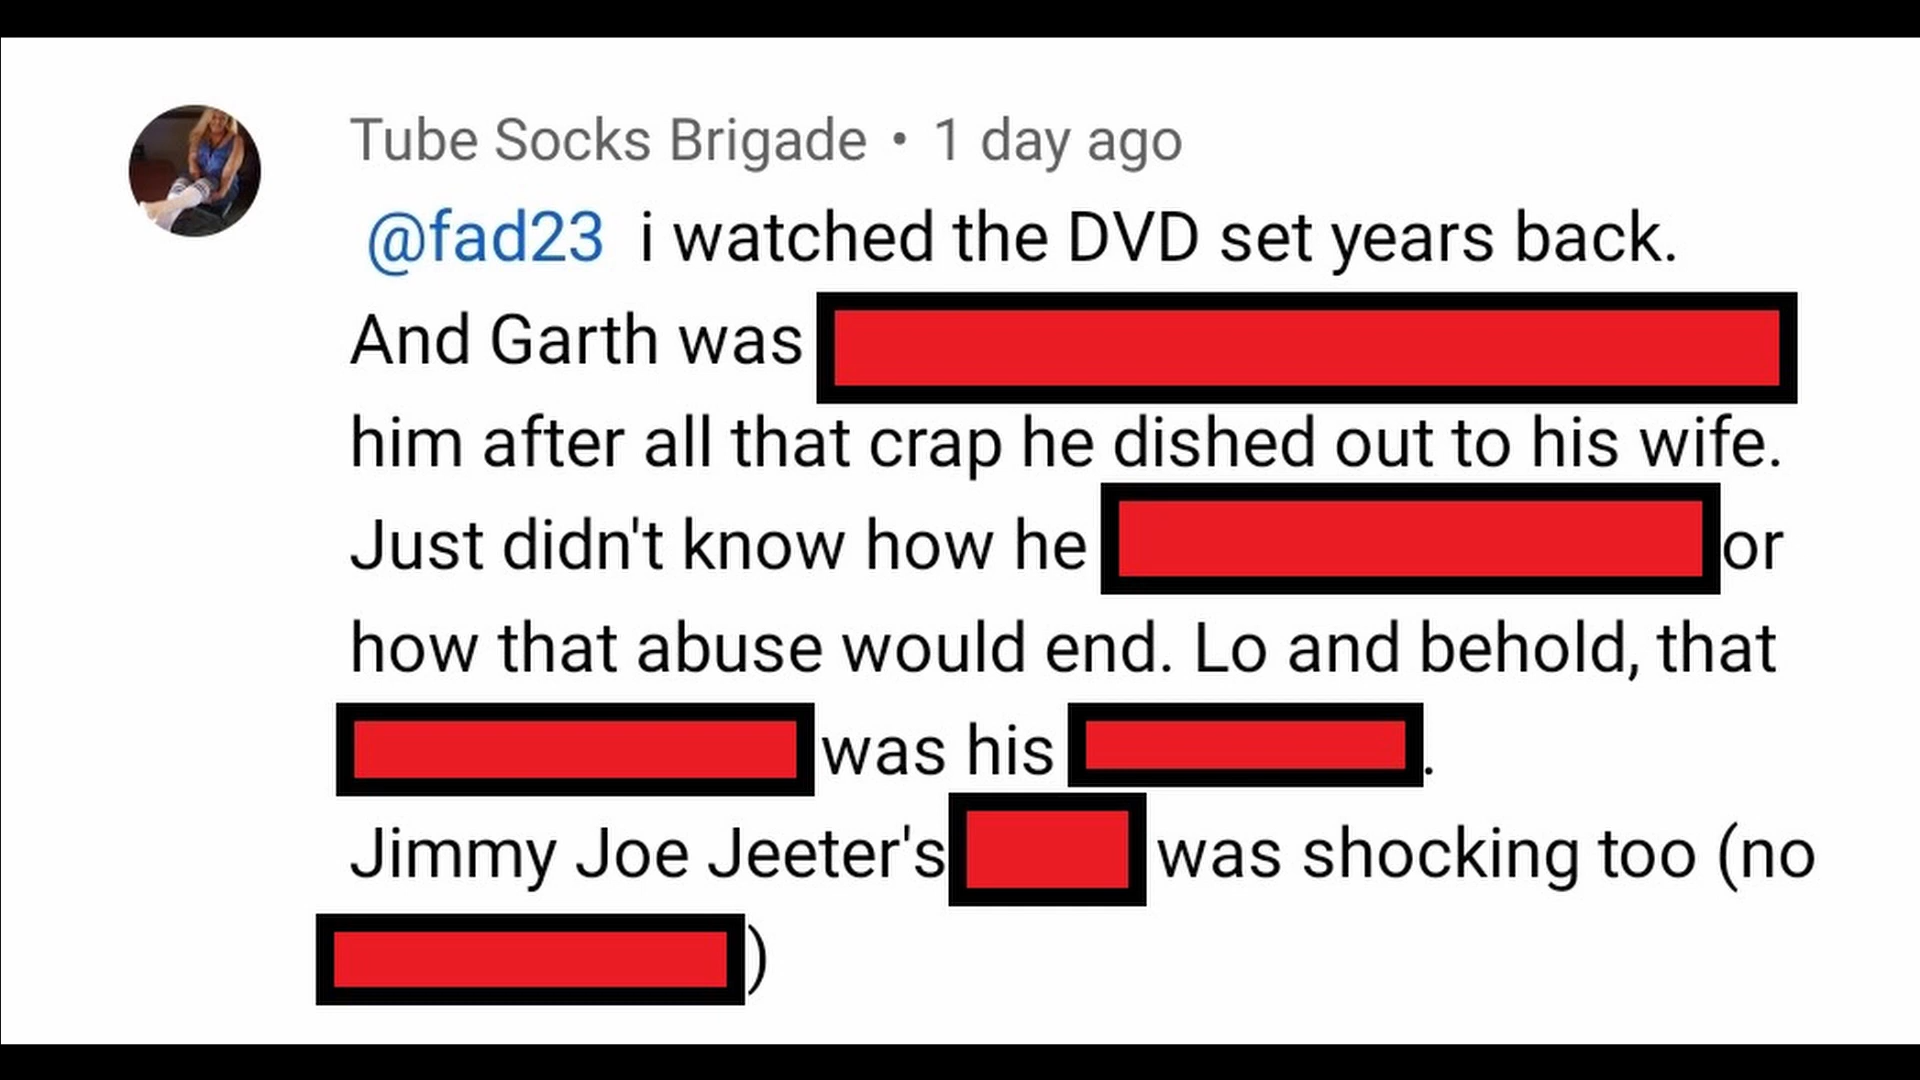 Tube Socks Brigade • 1 day ago
@fad23 i watched the DVD set years back.
And Garth was
him after all that crap he dished out to his wife.
Just didn't know how he or
how that abuse would end. Lo and behold, that
was his .
Jimmy Joe Jeeter's was shocking too (no
)